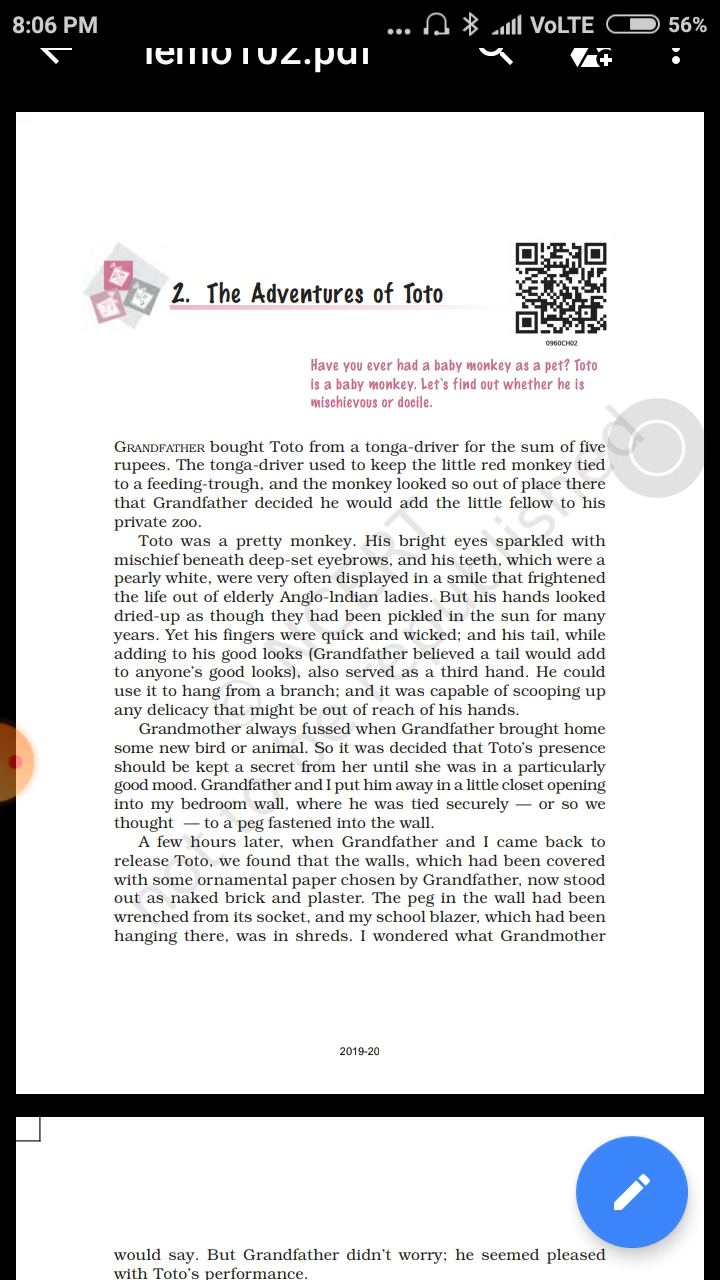 8:06 PM
... VoLTE 56%
lemo102.pdf
2. The Adventures of Toto
0960CH02
Have you ever had a baby monkey as a pet? Toto
is a baby monkey. Let's find out whether he is
mischievous or docile.
GRANDFATHER bought Toto from a tonga-driver for the sum of five
rupees. The tonga-driver used to keep the little red monkey tied
to a feeding-trough, and the monkey looked so out of place there
that Grandfather decided he would add the little fellow to his
private zoo.
Toto was a pretty monkey. His bright eyes sparkled with
mischief beneath deep-set eyebrows, and his teeth, which were a
pearly white, were very often displayed in a smile that frightened
the life out of elderly Anglo-Indian ladies. But his hands looked
dried-up as though they had been pickled in the sun for many
years. Yet his fingers were quick and wicked; and his tail, while
adding to his good looks (Grandfather believed a tail would add
to anyone's good looks), also served as a third hand. He could
use it to hang from a branch; and it was capable of scooping up
any delicacy that might be out of reach of his hands.
Grandmother always fussed when Grandfather brought home
some new bird or animal. So it was decided that Toto's presence
should be kept a secret from her until she was in a particularly
good mood. Grandfather and I put him away in a little closet opening
into my bedroom wall, where he was tied securely — or so we
thought — to a peg fastened into the wall.
A few hours later, when Grandfather and I came back to
release Toto, we found that the walls, which had been covered
with some ornamental paper chosen by Grandfather, now stood
out as naked brick and plaster. The peg in the wall had been
wrenched from its socket, and my school blazer, which had been
hanging there, was in shreds. I wondered what Grandmother
© NCERT
not to be republished
2019-20
would say. But Grandfather didn't worry; he seemed pleased
with Toto's performance.